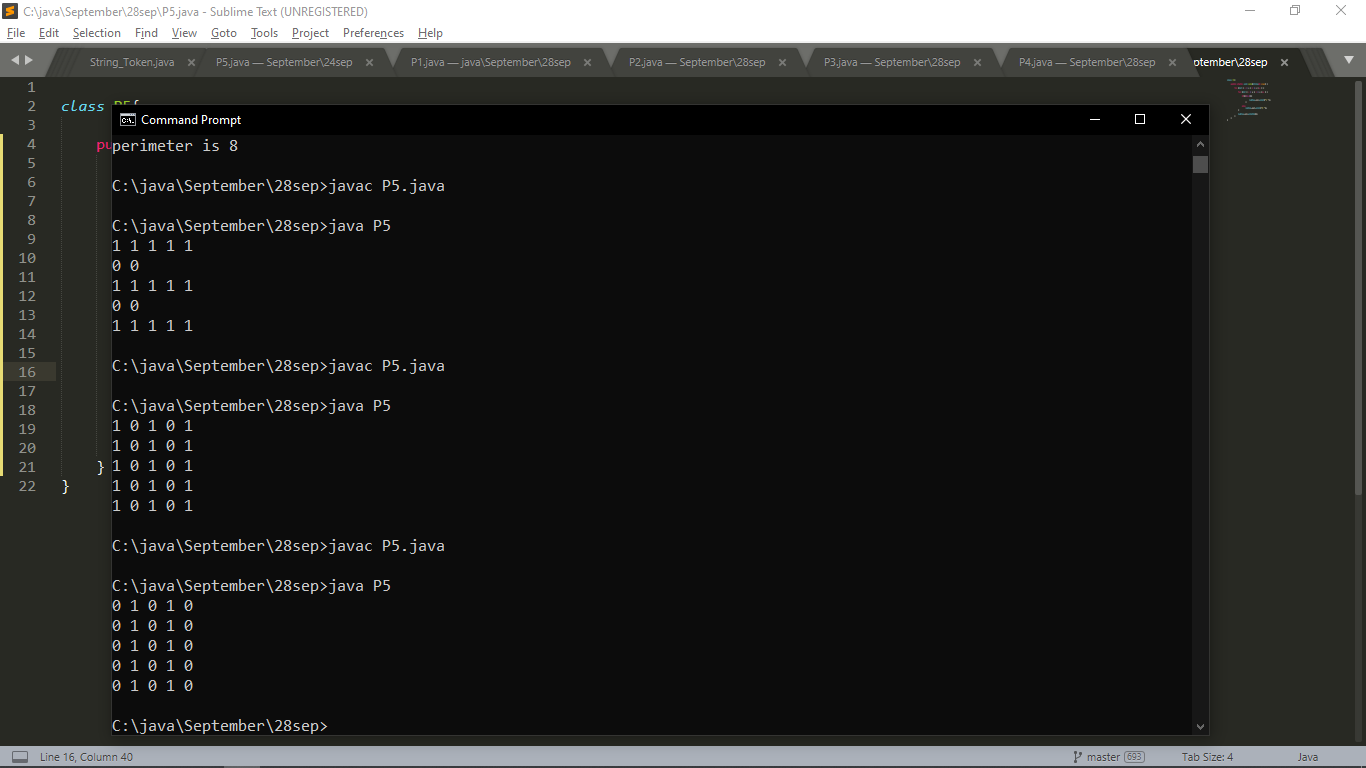 C:\java\September\28sep\P5.java - Sublime Text (UNREGISTERED)
File Edit Selection Find View Goto Tools Project Preferences Help
String_Token.java P5.java — September\24sep P1.java — java\September\28sep P2.java — September\28sep P3.java — September\28sep P4.java — September\28sep ptember\28sep
1
2 class P5{
3
4 pu
5
6
7
8
9
10
11
12
13
14
15
16
17
18
19
20
21 }
22 }
Command Prompt
perimeter is 8
C:\java\September\28sep>javac P5.java
C:\java\September\28sep>java P5
1 1 1 1 1
0 0
1 1 1 1 1
0 0
1 1 1 1 1
C:\java\September\28sep>javac P5.java
C:\java\September\28sep>java P5
1 0 1 0 1
1 0 1 0 1
1 0 1 0 1
1 0 1 0 1
1 0 1 0 1
C:\java\September\28sep>javac P5.java
C:\java\September\28sep>java P5
0 1 0 1 0
0 1 0 1 0
0 1 0 1 0
0 1 0 1 0
0 1 0 1 0
C:\java\September\28sep>
Line 16, Column 40 master 693 Tab Size: 4 Java